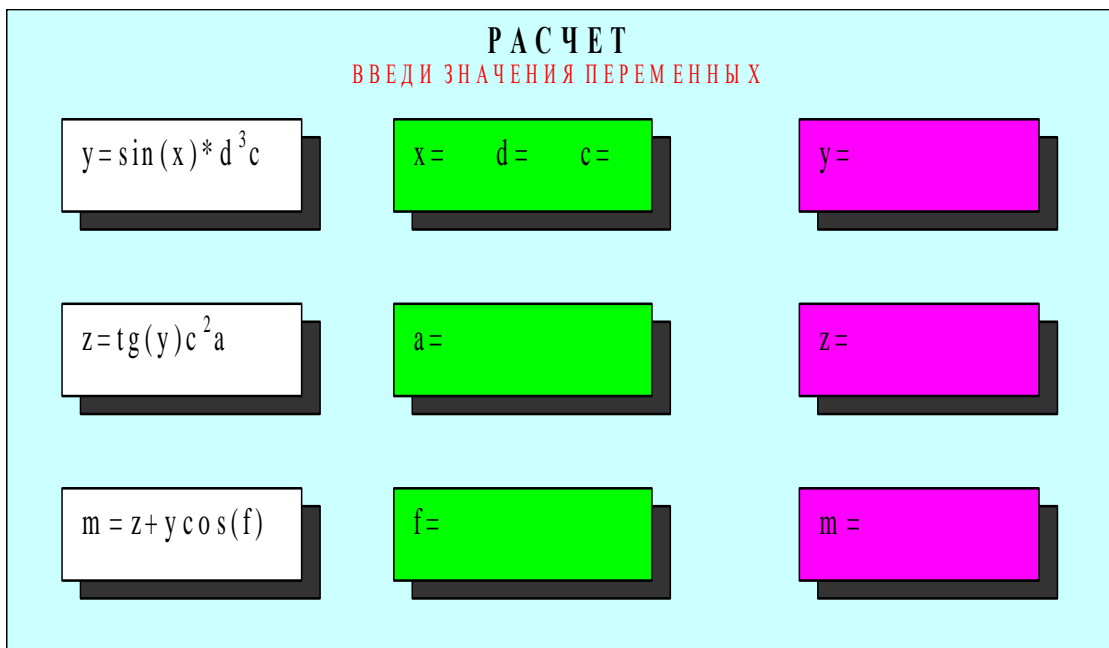 РАСЧЕТ
ВВЕДИ ЗНАЧЕНИЯ ПЕРЕМЕННЫХ
y=sin(x)*d³c
x= d= c=
y=
z=tg(y)c²a
a=
z=
m=z+ycos(f)
f=
m=